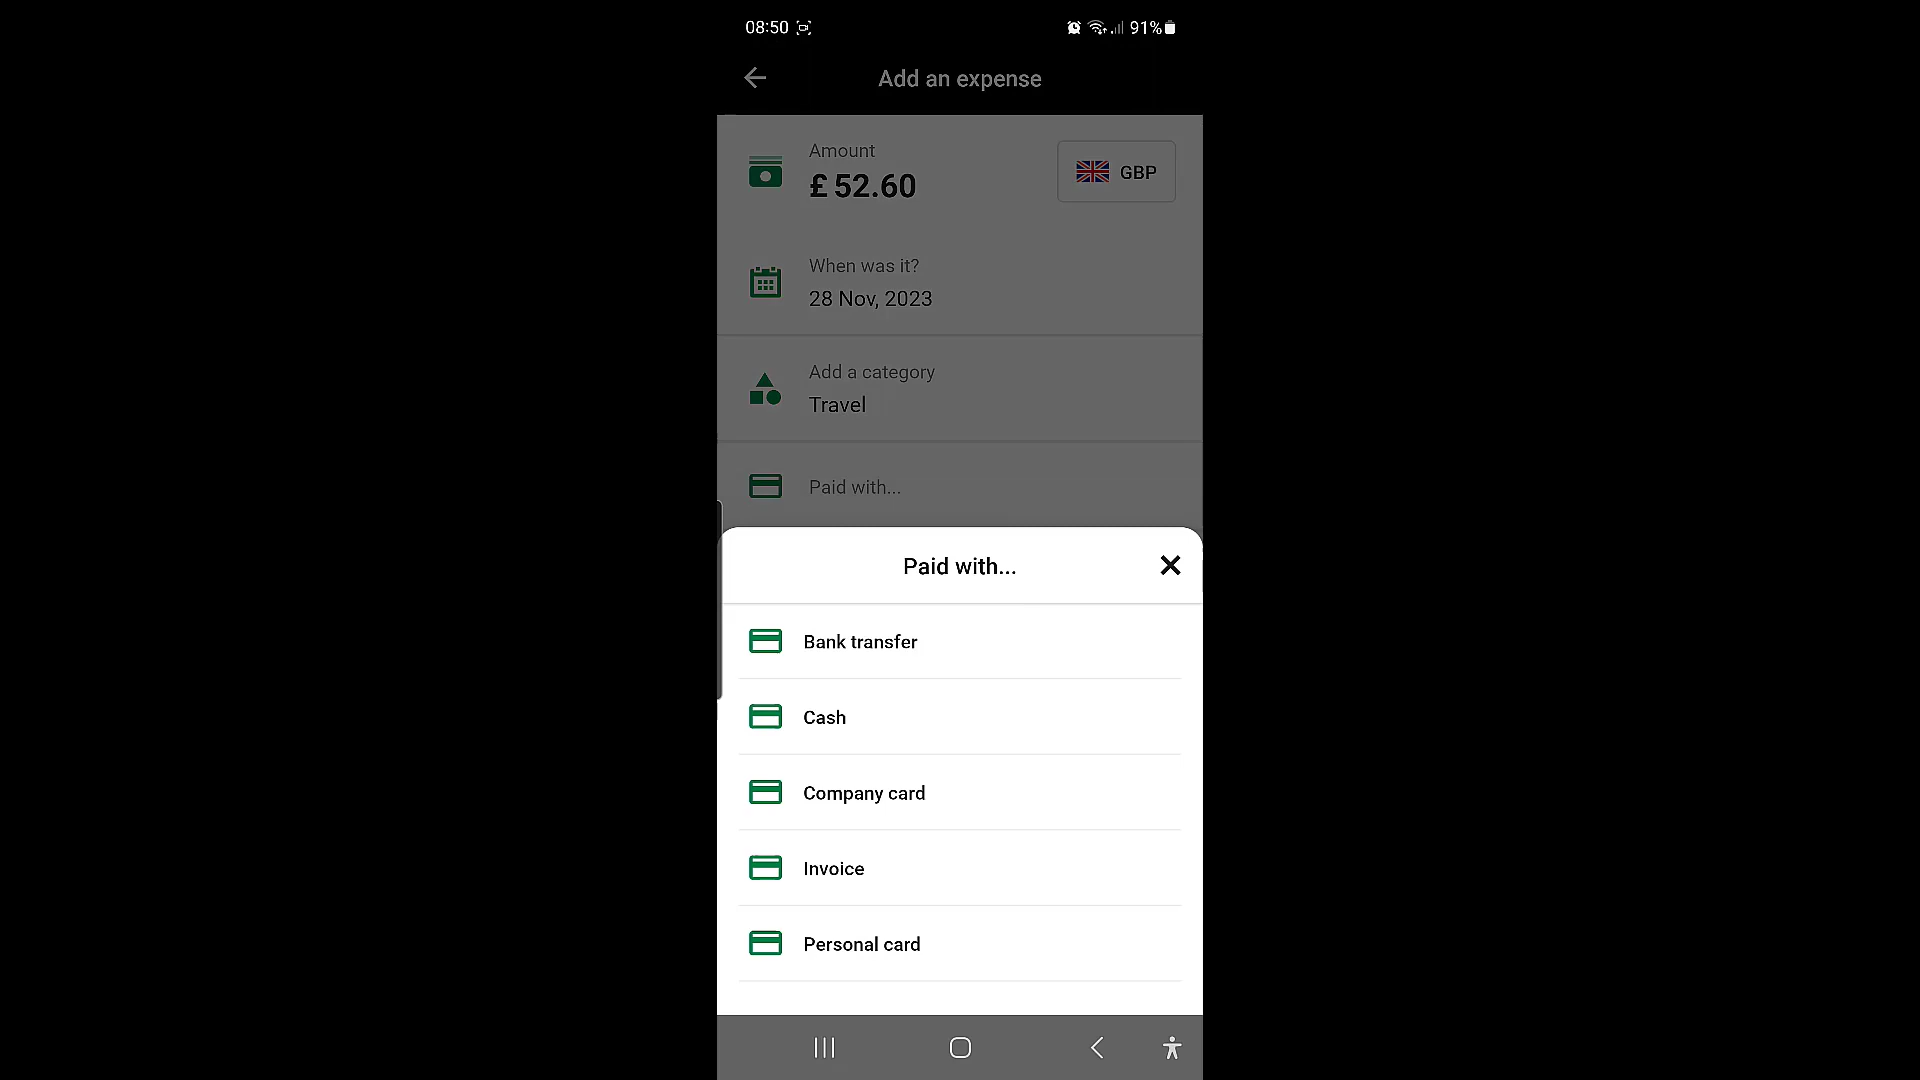 08:50 91%
Add an expense
Amount
£ 52.60
GBP
When was it?
28 Nov, 2023
Add a category
Travel
Paid with...
Paid with...
Bank transfer
Cash
Company card
Invoice
Personal card